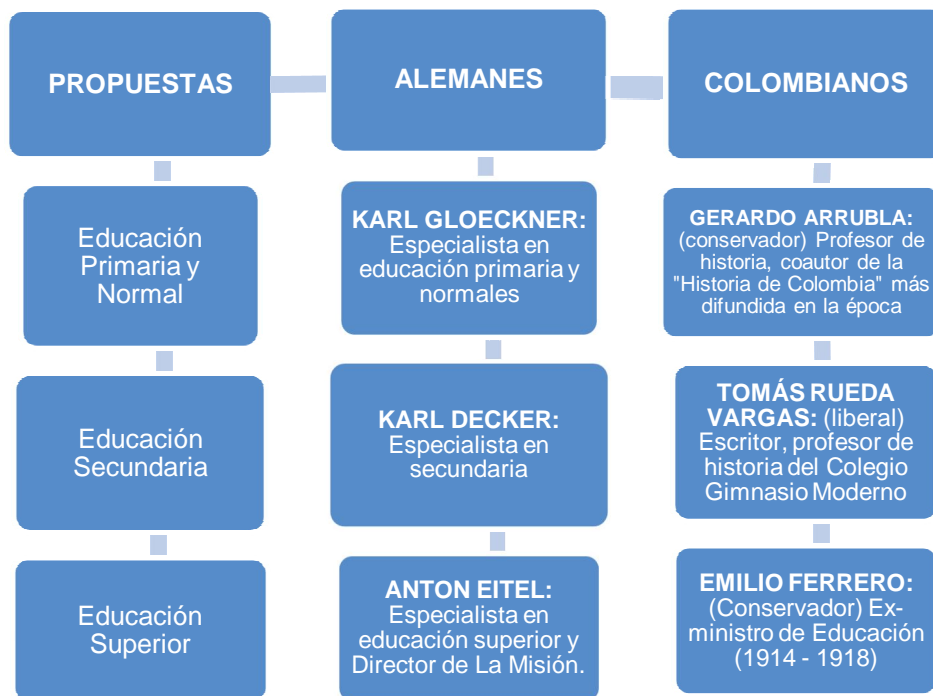 PROPUESTAS
ALEMANES
COLOMBIANOS
Educación
Primaria y
Normal
KARL GLOECKNER:
Especialista en
educación primaria y
normales
GERARDO ARRUBLA:
(conservador) Profesor de
historia, coautor de la
"Historia de Colombia" más
difundida en la época
Educación
Secundaria
KARL DECKER:
Especialista en
secundaria
TOMÁS RUEDA
VARGAS: (liberal)
Escritor, profesor de
historia del Colegio
Gimnasio Moderno
Educación
Superior
ANTON EITEL:
Especialista en
educación superior y
Director de La Misión.
EMILIO FERRERO:
(Conservador) Ex-
ministro de Educación
(1914 - 1918)